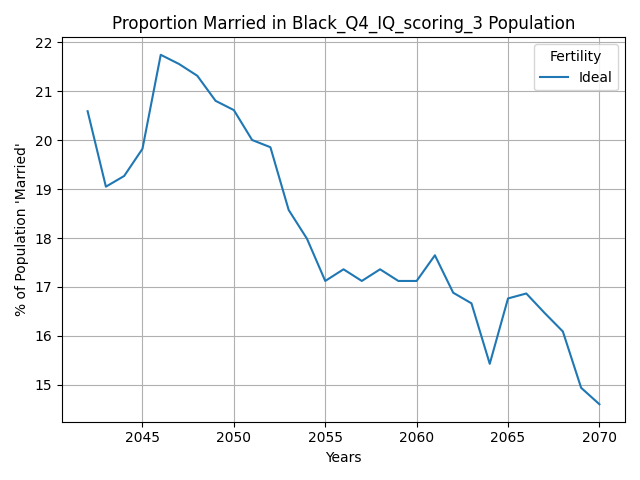 Proportion Married in Black_Q4_IQ_scoring_3 Population
% of Population 'Married'
22
21
20
19
18
17
16
15
Fertility
Ideal
2045 2050 2055 2060 2065 2070
Years